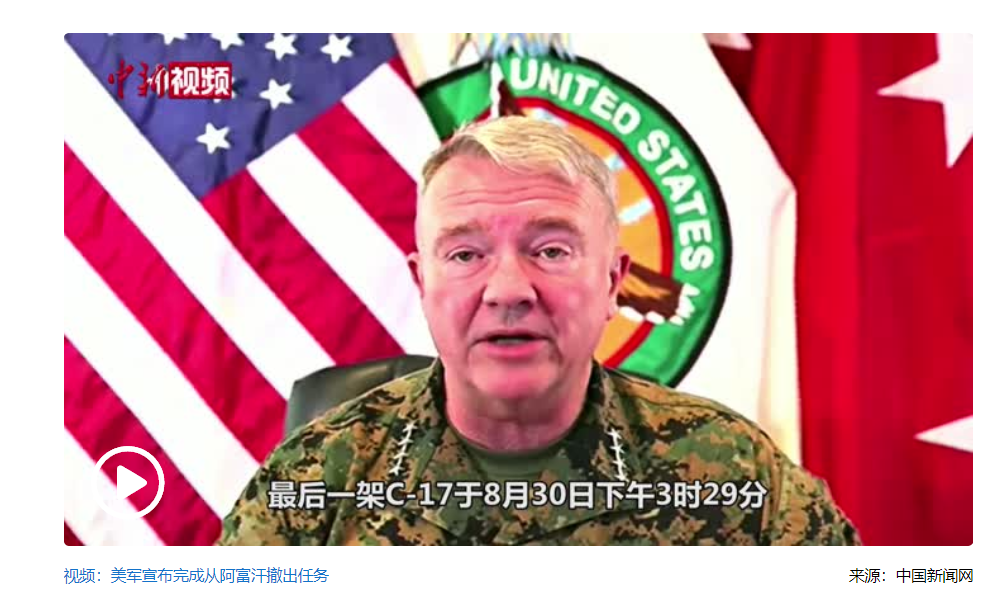 中新视频
UNITED STATES
最后一架C-17于8月30日下午3时29分
视频：美军宣布完成从阿富汗撤出任务
来源：中国新闻网